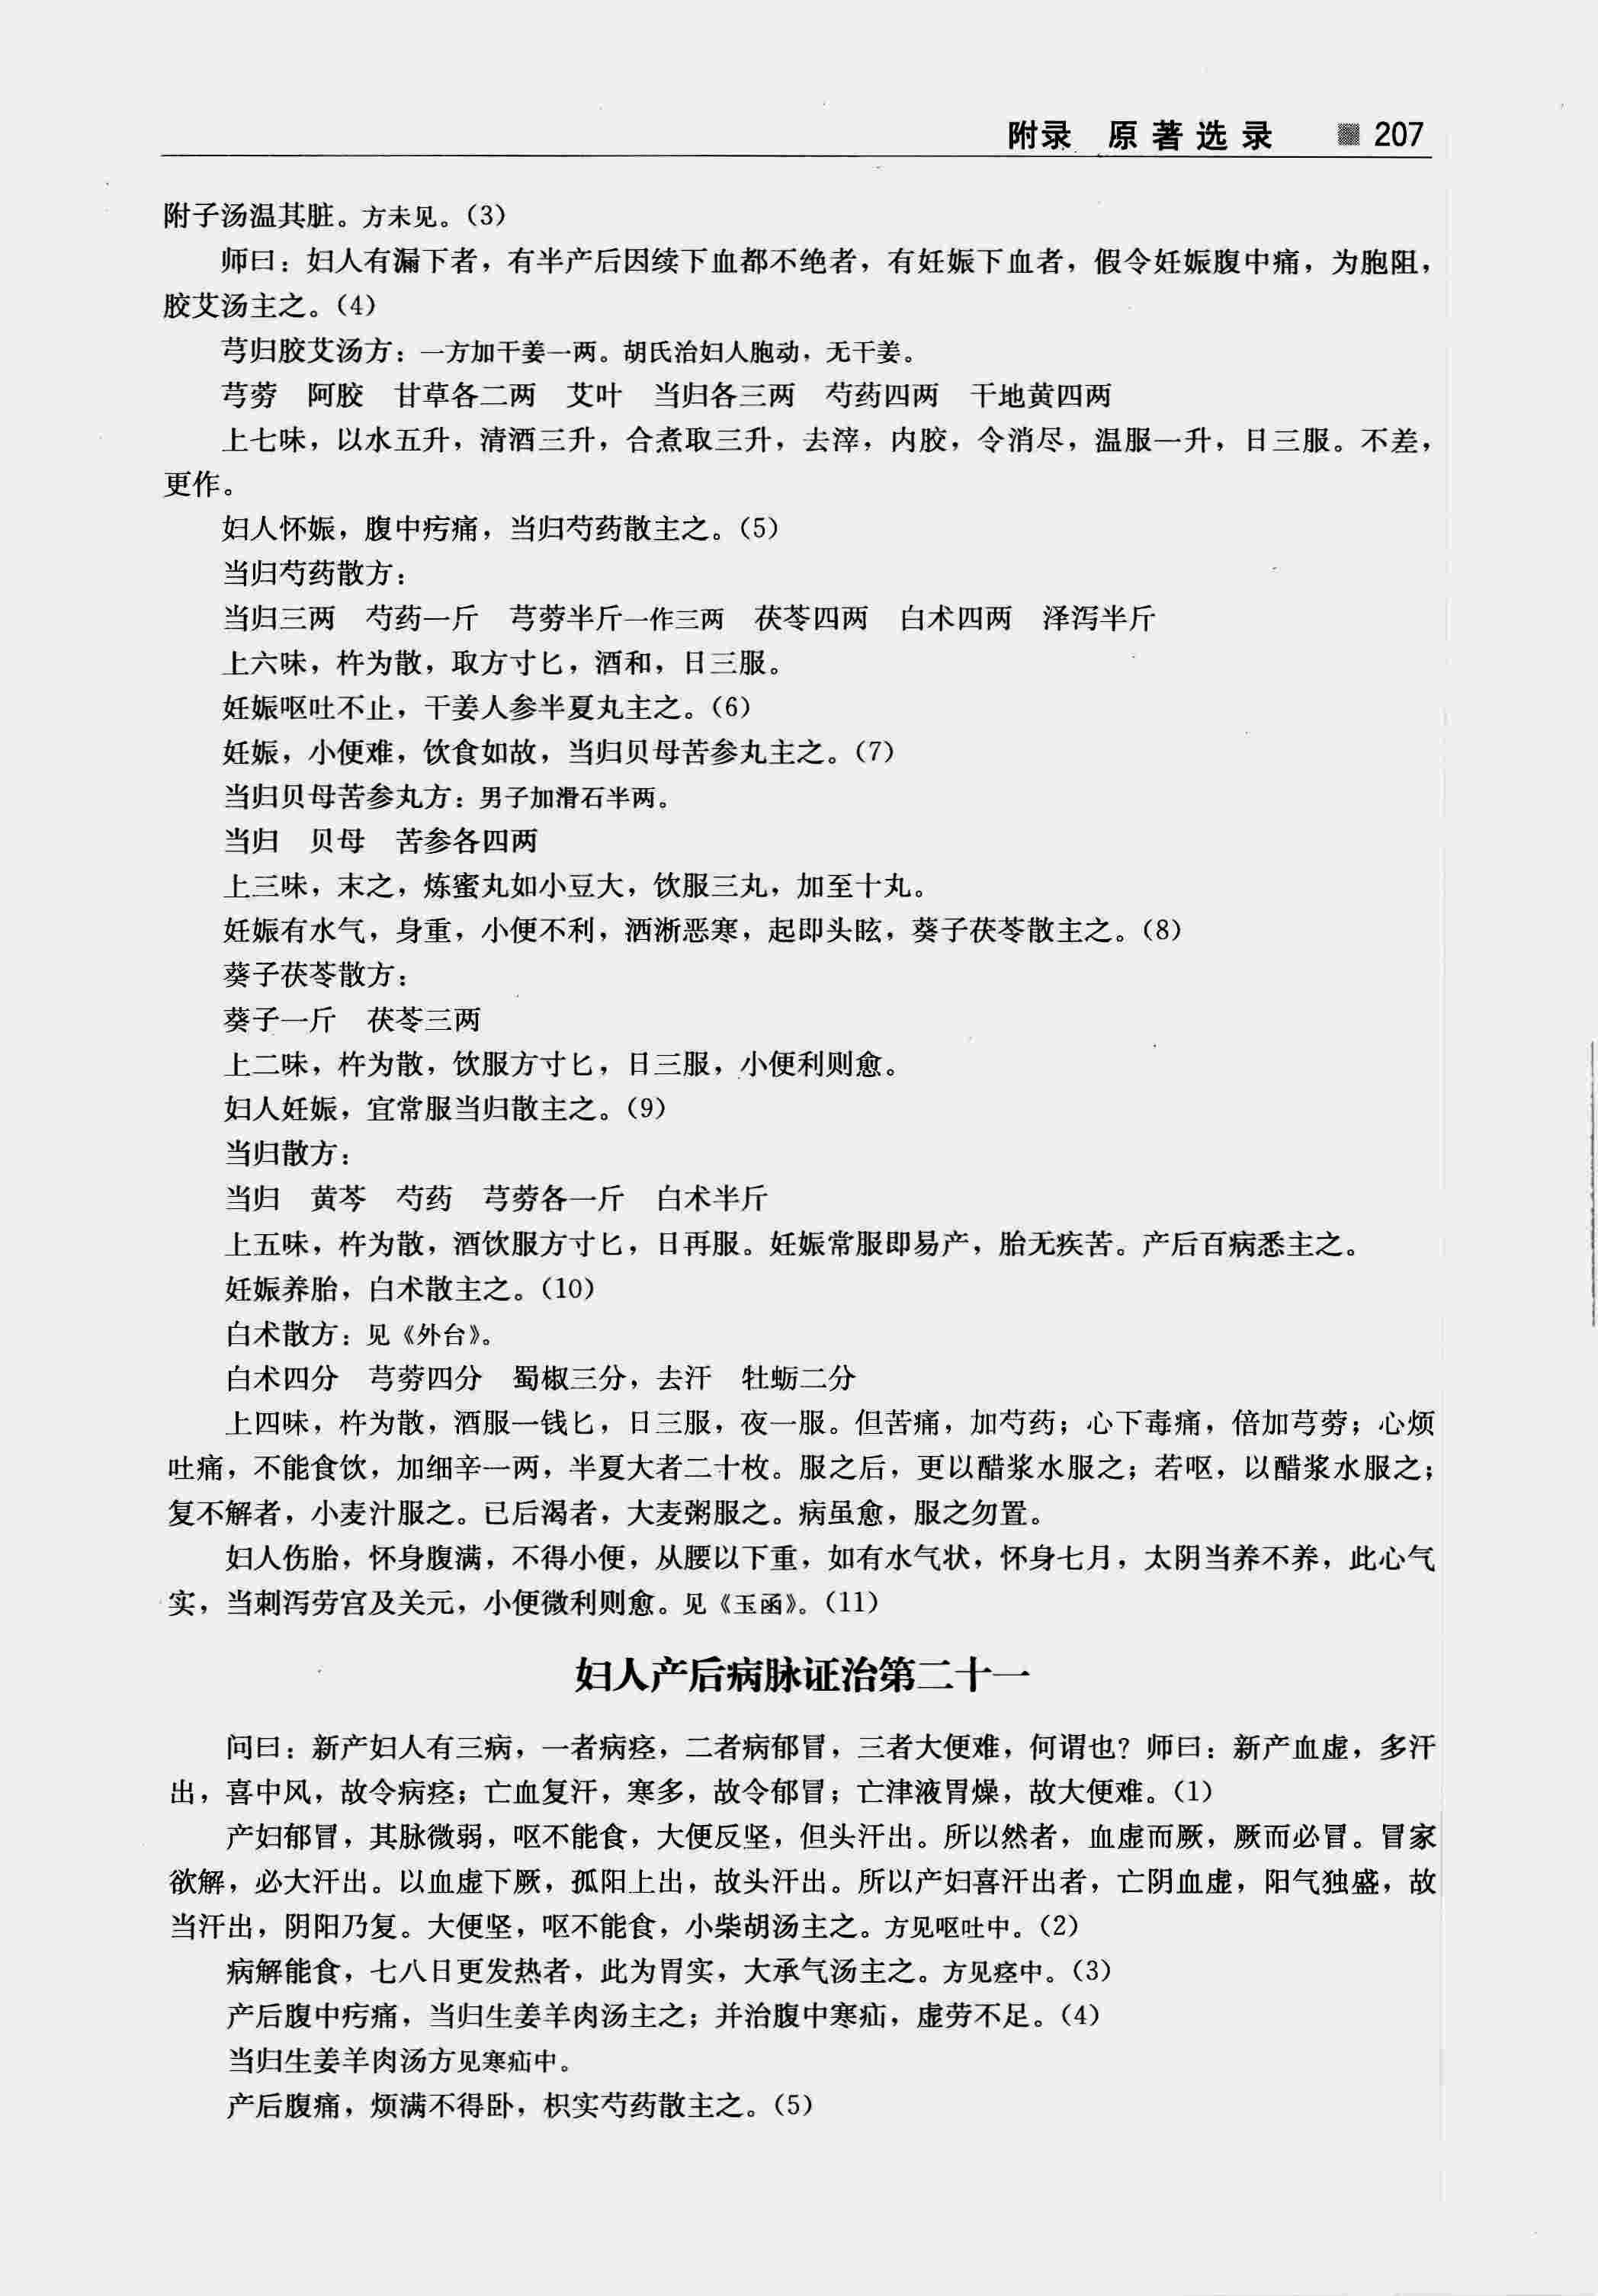 附录　原著选录　▩ 207
附子汤温其脏。方未见。（3）
师曰：妇人有漏下者，有半产后因续下血都不绝者，有妊娠下血者，假令妊娠腹中痛，为胞阻，
胶艾汤主之。（4）
芎归胶艾汤方：一方加干姜一两。胡氏治妇人胞动，无干姜。
芎䓖　阿胶　甘草各二两　艾叶　当归各三两　芍药四两　干地黄四两
上七味，以水五升，清酒三升，合煮取三升，去滓，内胶，令消尽，温服一升，日三服。不差，
更作。
妇人怀娠，腹中㽲痛，当归芍药散主之。（5）
当归芍药散方：
当归三两　芍药一斤　芎䓖半斤一作三两　茯苓四两　白术四两　泽泻半斤
上六味，杵为散，取方寸匕，酒和，日三服。
妊娠呕吐不止，干姜人参半夏丸主之。（6）
妊娠，小便难，饮食如故，当归贝母苦参丸主之。（7）
当归贝母苦参丸方：男子加滑石半两。
当归　贝母　苦参各四两
上三味，末之，炼蜜丸如小豆大，饮服三丸，加至十丸。
妊娠有水气，身重，小便不利，洒淅恶寒，起即头眩，葵子茯苓散主之。（8）
葵子茯苓散方：
葵子一斤　茯苓三两
上二味，杵为散，饮服方寸匕，日三服，小便利则愈。
妇人妊娠，宜常服当归散主之。（9）
当归散方：
当归　黄芩　芍药　芎䓖各一斤　白术半斤
上五味，杵为散，酒饮服方寸匕，日再服。妊娠常服即易产，胎无疾苦。产后百病悉主之。
妊娠养胎，白术散主之。（10）
白术散方：见《外台》。
白术四分　芎䓖四分　蜀椒三分，去汗　牡蛎二分
上四味，杵为散，酒服一钱匕，日三服，夜一服。但苦痛，加芍药；心下毒痛，倍加芎䓖；心烦
吐痛，不能食饮，加细辛一两，半夏大者二十枚。服之后，更以醋浆水服之；若呕，以醋浆水服之；
复不解者，小麦汁服之。已后渴者，大麦粥服之。病虽愈，服之勿置。
妇人伤胎，怀身腹满，不得小便，从腰以下重，如有水气状，怀身七月，太阴当养不养，此心气
实，当刺泻劳宫及关元，小便微利则愈。见《玉函》。（11）
妇人产后病脉证治第二十一
问曰：新产妇人有三病，一者病痉，二者病郁冒，三者大便难，何谓也？师曰：新产血虚，多汗
出，喜中风，故令病痉；亡血复汗，寒多，故令郁冒；亡津液胃燥，故大便难。（1）
产妇郁冒，其脉微弱，呕不能食，大便反坚，但头汗出。所以然者，血虚而厥，厥而必冒。冒家
欲解，必大汗出。以血虚下厥，孤阳上出，故头汗出。所以产妇喜汗出者，亡阴血虚，阳气独盛，故
当汗出，阴阳乃复。大便坚，呕不能食，小柴胡汤主之。方见呕吐中。（2）
病解能食，七八日更发热者，此为胃实，大承气汤主之。方见痉中。（3）
产后腹中㽲痛，当归生姜羊肉汤主之；并治腹中寒疝，虚劳不足。（4）
当归生姜羊肉汤方见寒疝中。
产后腹痛，烦满不得卧，枳实芍药散主之。（5）